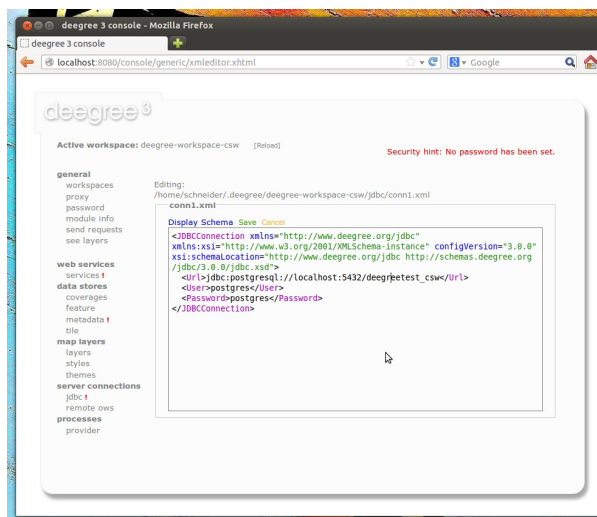 deegree 3 console - Mozilla Firefox
deegree 3 console
localhost:8080/console/generic/xmleditor.xhtml
Google
deegree 3
Active workspace: deegree-workspace-csw [Reload]
Security hint: No password has been set.
general
workspaces
proxy
password
module info
send requests
see layers
web services
services !
data stores
coverages
feature
metadata !
tile
map layers
layers
styles
themes
server connections
jdbc !
remote ows
processes
provider
Editing:
/home/schneider/.deegree/deegree-workspace-csw/jdbc/conn1.xml
conn1.xml
Display Schema Save Cancel
<JDBCConnection xmlns="http://www.deegree.org/jdbc"
xmlns:xsi="http://www.w3.org/2001/XMLSchema-instance" configVersion="3.0.0"
xsi:schemaLocation="http://www.deegree.org/jdbc http://schemas.deegree.org
/jdbc/3.0.0/jdbc.xsd">
<Url>jdbc:postgresql://localhost:5432/deegreetest_csw</Url>
<User>postgres</User>
<Password>postgres</Password>
</JDBCConnection>